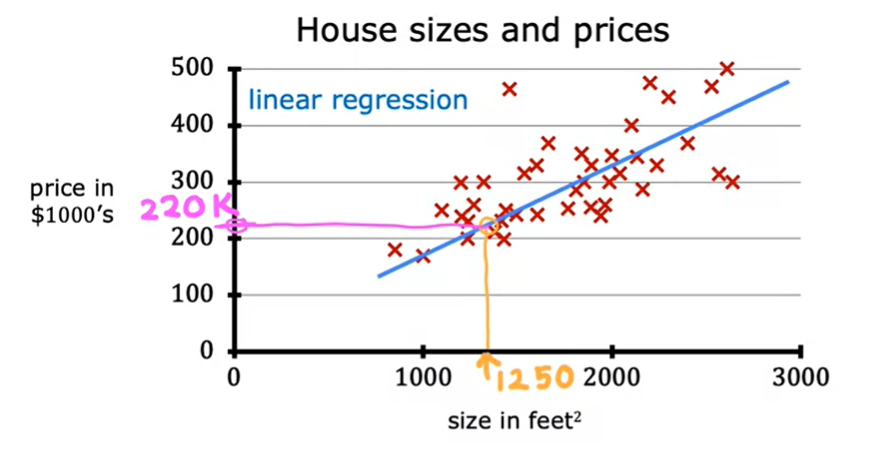 House sizes and prices
500
linear regression
400
price in
$1000's
300
220K
200
100
0
0
1250
1000
2000
3000
size in feet²